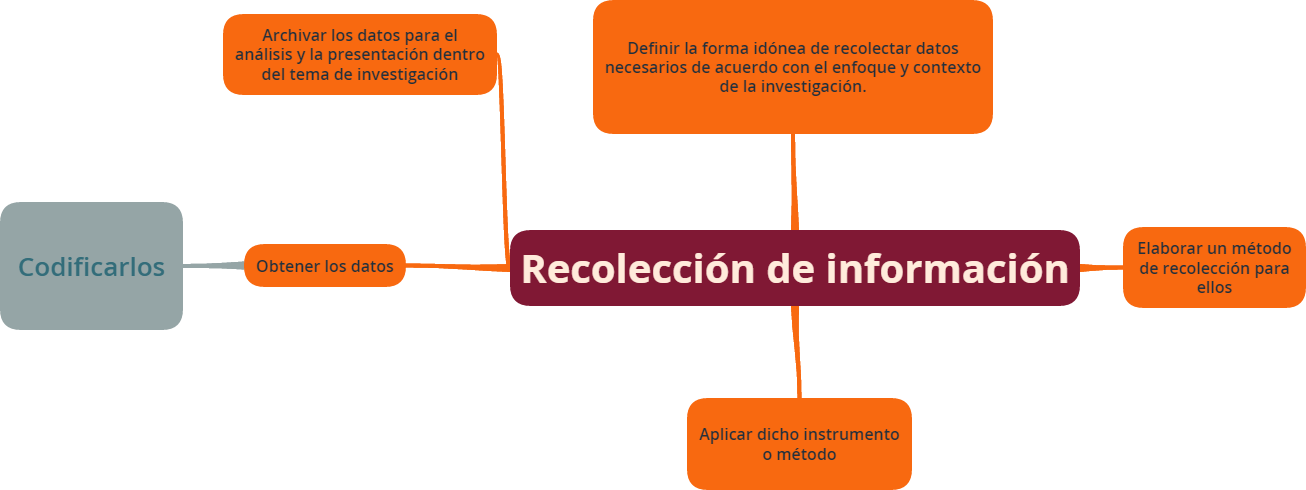 Archivar los datos para el
análisis y la presentación dentro
del tema de investigación
Definir la forma idónea de recolectar datos
necesarios de acuerdo con el enfoque y contexto
de la investigación.
Codificarlos
Obtener los datos
Recolección de información
Elaborar un método
de recolección para
ellos
Aplicar dicho instrumento
o método